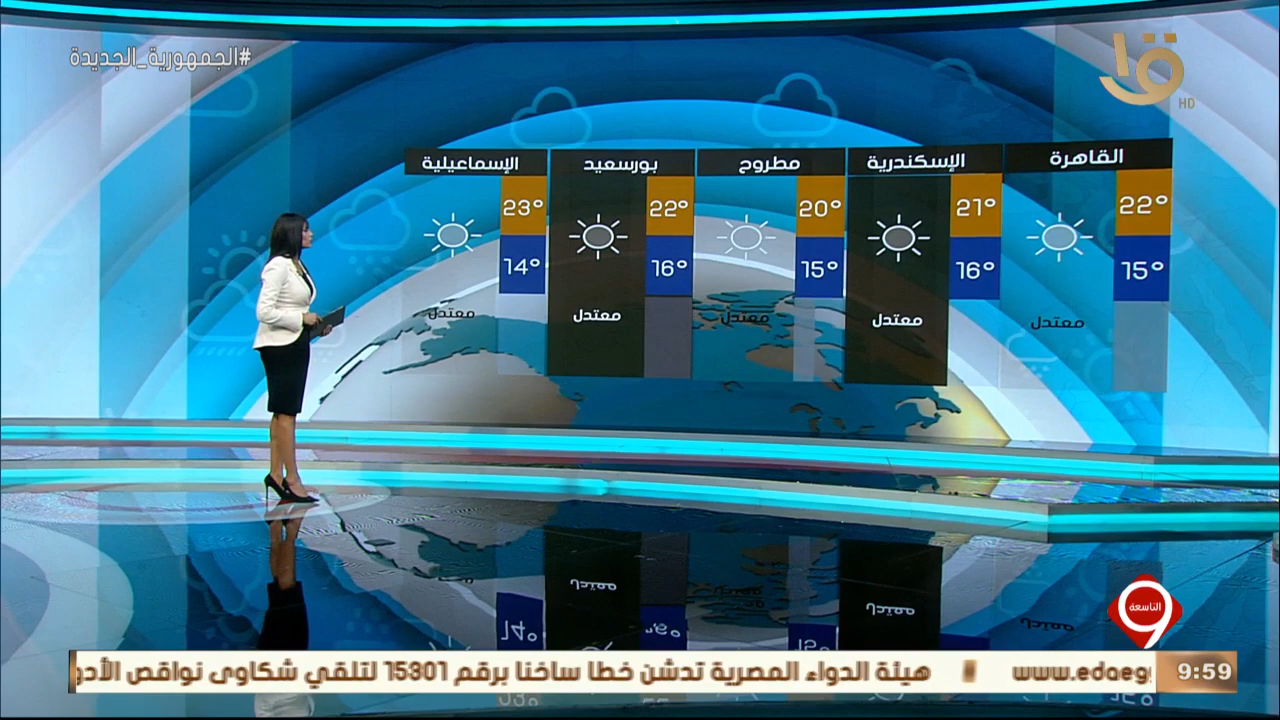 #الجمهورية_الجديدة
ق١
HD
القاهرة
الإسكندرية
مطروح
بورسعيد
الإسماعيلية
22°
21°
20°
22°
23°
15°
16°
15°
16°
14°
معتدل
معتدل
معتدل
معتدل
معتدل
التاسعة
9
هيئة الدواء المصرية تدشن خطا ساخنا برقم 15301 لتلقي شكاوى نواقص الأدو
www.edaeg
9:59